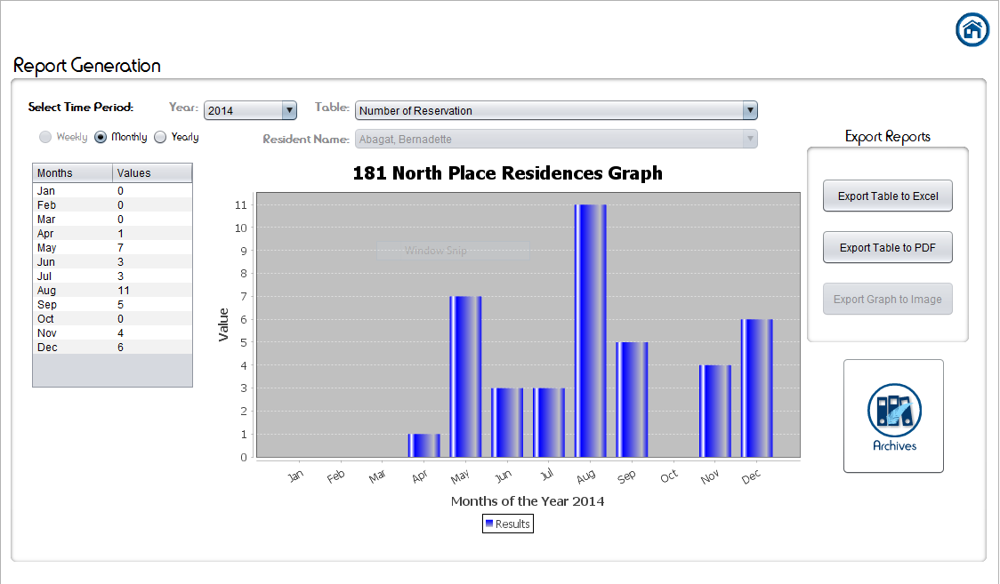 Report Generation
Select Time Period: Year: 2014 Table: Number of Reservation
Weekly Monthly Yearly Resident Name: Abagat, Bernadette
Export Reports
Months Values
Jan 0
Feb 0
Mar 0
Apr 1
May 7
Jun 3
Jul 3
Aug 11
Sep 5
Oct 0
Nov 4
Dec 6
181 North Place Residences Graph
Window Snip
Value
11
10
9
8
7
6
5
4
3
2
1
0
Jan Feb Mar Apr May Jun Jul Aug Sep Oct Nov Dec
Months of the Year 2014
Results
Export Table to Excel
Export Table to PDF
Export Graph to Image
Archives